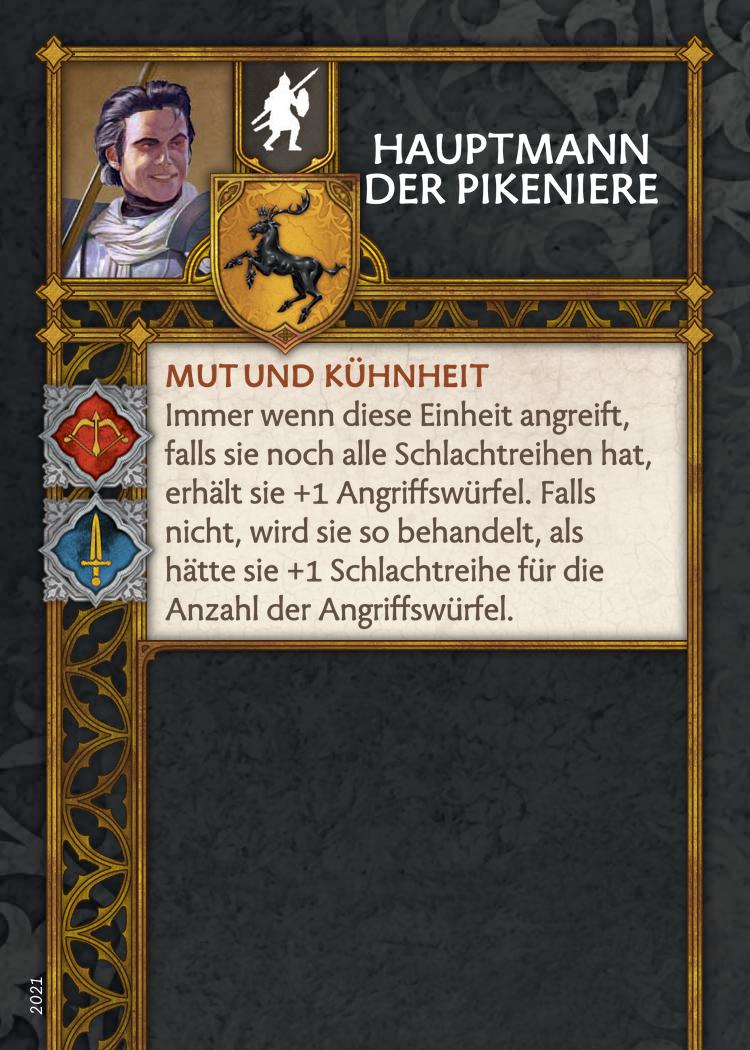 HAUPTMANN
DER PIKENIERE
MUT UND KÜHNHEIT
Immer wenn diese Einheit angreift,
falls sie noch alle Schlachtreihen hat,
erhält sie +1 Angriffswürfel. Falls
nicht, wird sie so behandelt, als
hätte sie +1 Schlachtreihe für die
Anzahl der Angriffswürfel.
2021